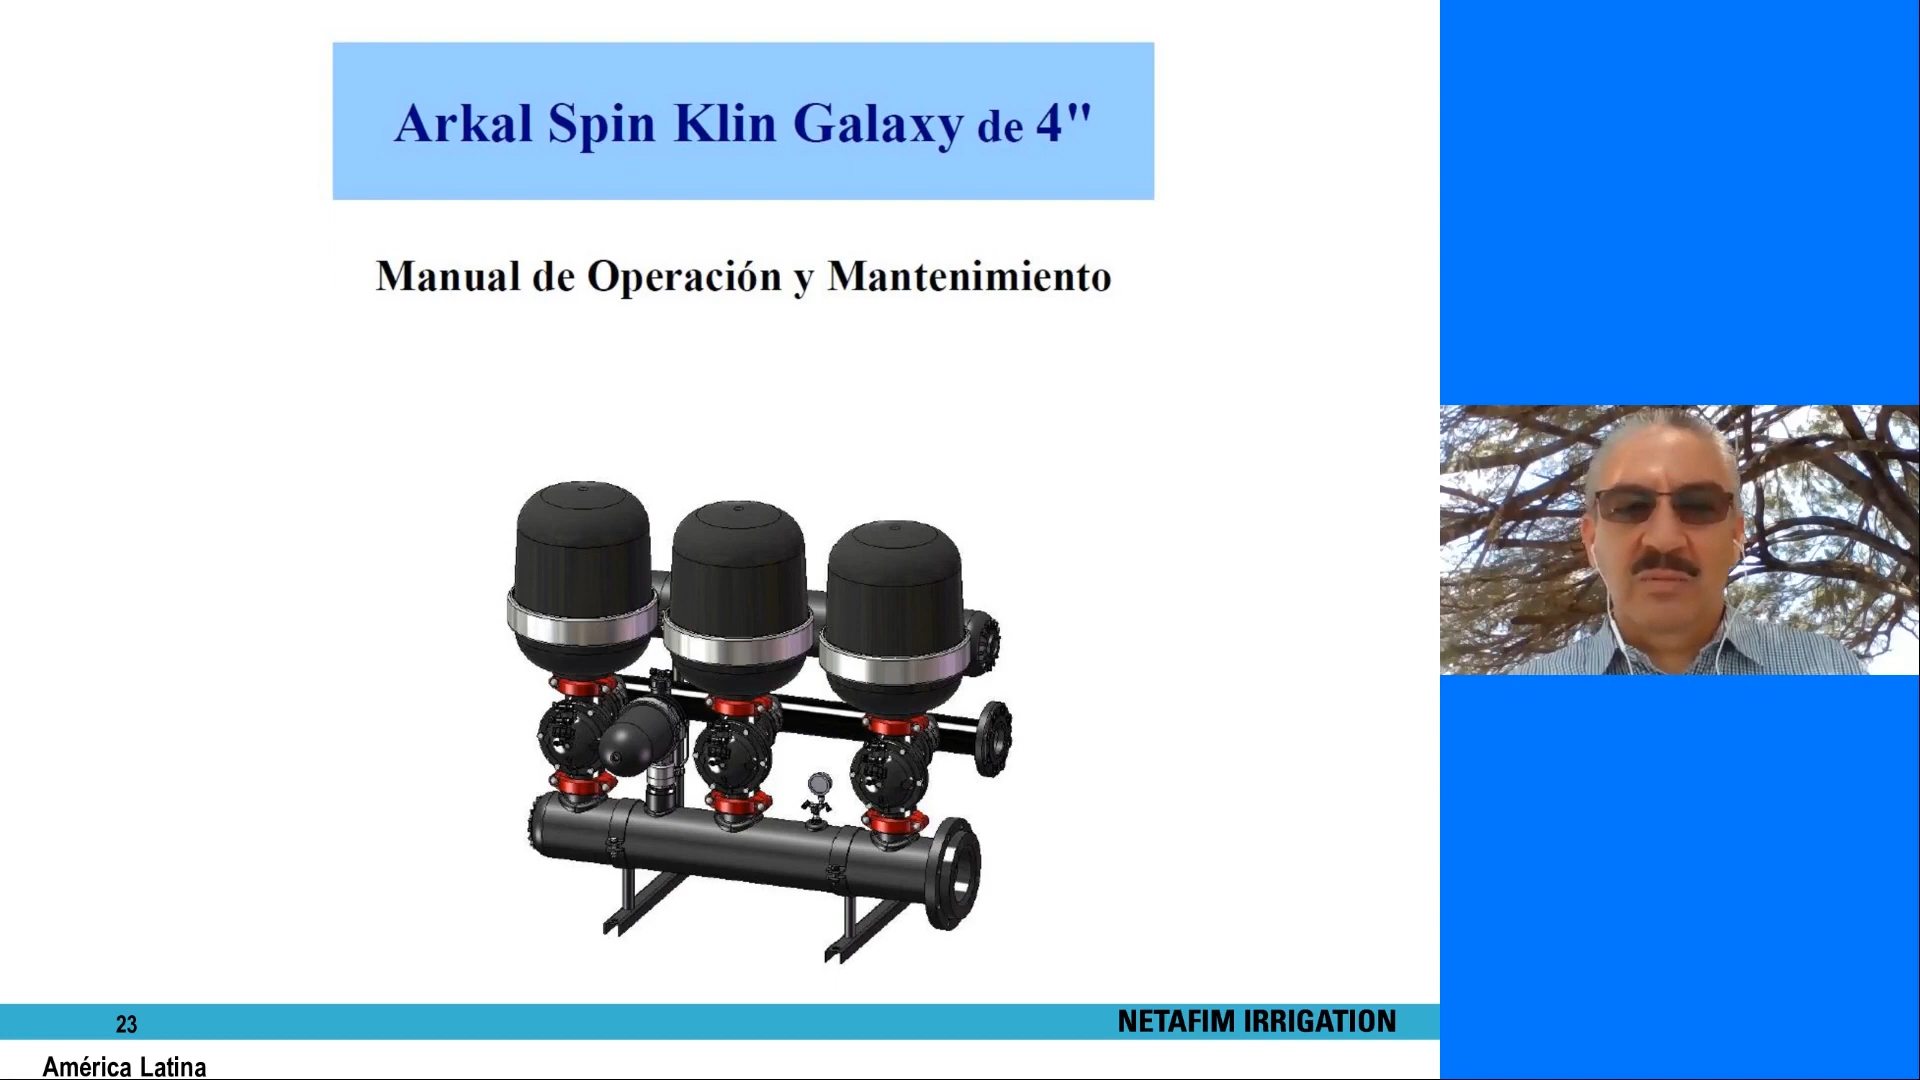 Arkal Spin Klin Galaxy de 4"
Manual de Operación y Mantenimiento
23
NETAFIM IRRIGATION
América Latina